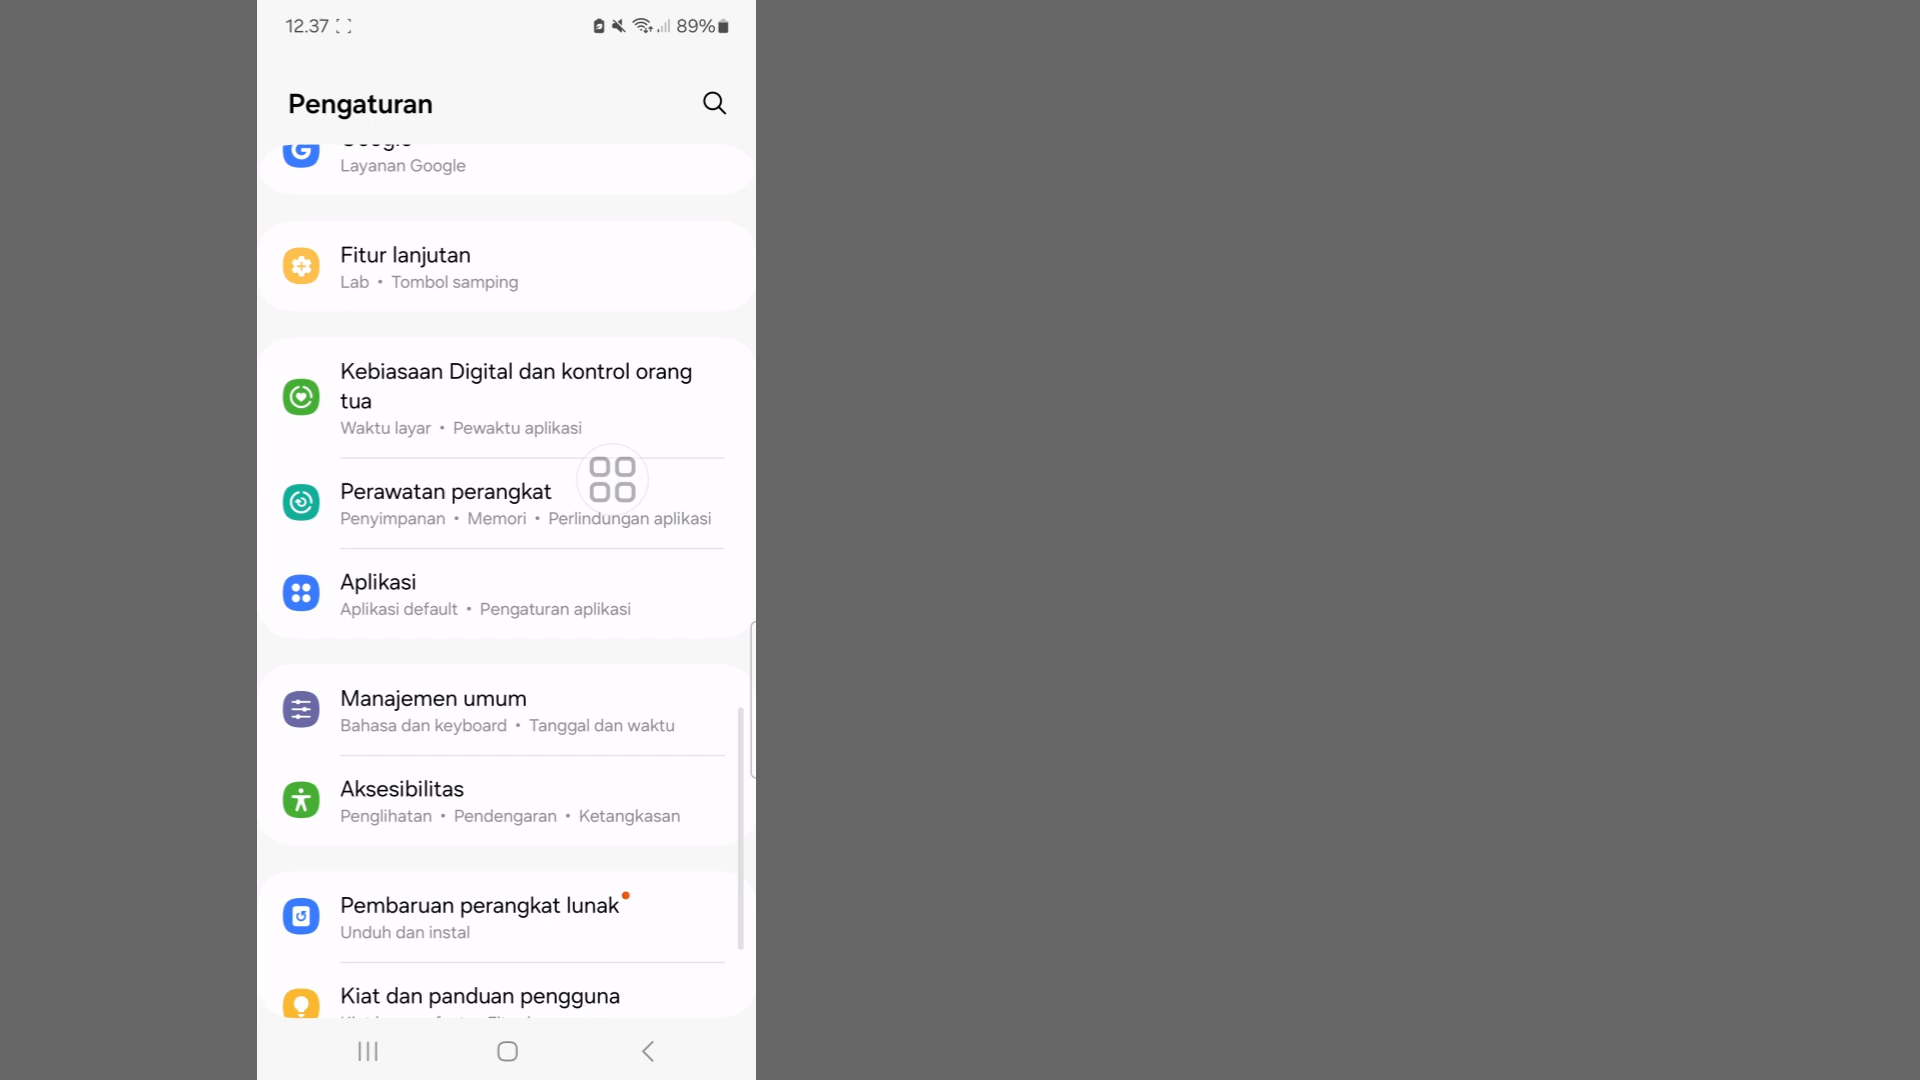 12.37
89%
Pengaturan
Google
Layanan Google
Fitur lanjutan
Lab • Tombol samping
Kebiasaan Digital dan kontrol orang
tua
Waktu layar • Pewaktu aplikasi
Perawatan perangkat
Penyimpanan • Memori • Perlindungan aplikasi
Aplikasi
Aplikasi default • Pengaturan aplikasi
Manajemen umum
Bahasa dan keyboard • Tanggal dan waktu
Aksesibilitas
Penglihatan • Pendengaran • Ketangkasan
Pembaruan perangkat lunak
Unduh dan instal
Kiat dan panduan pengguna